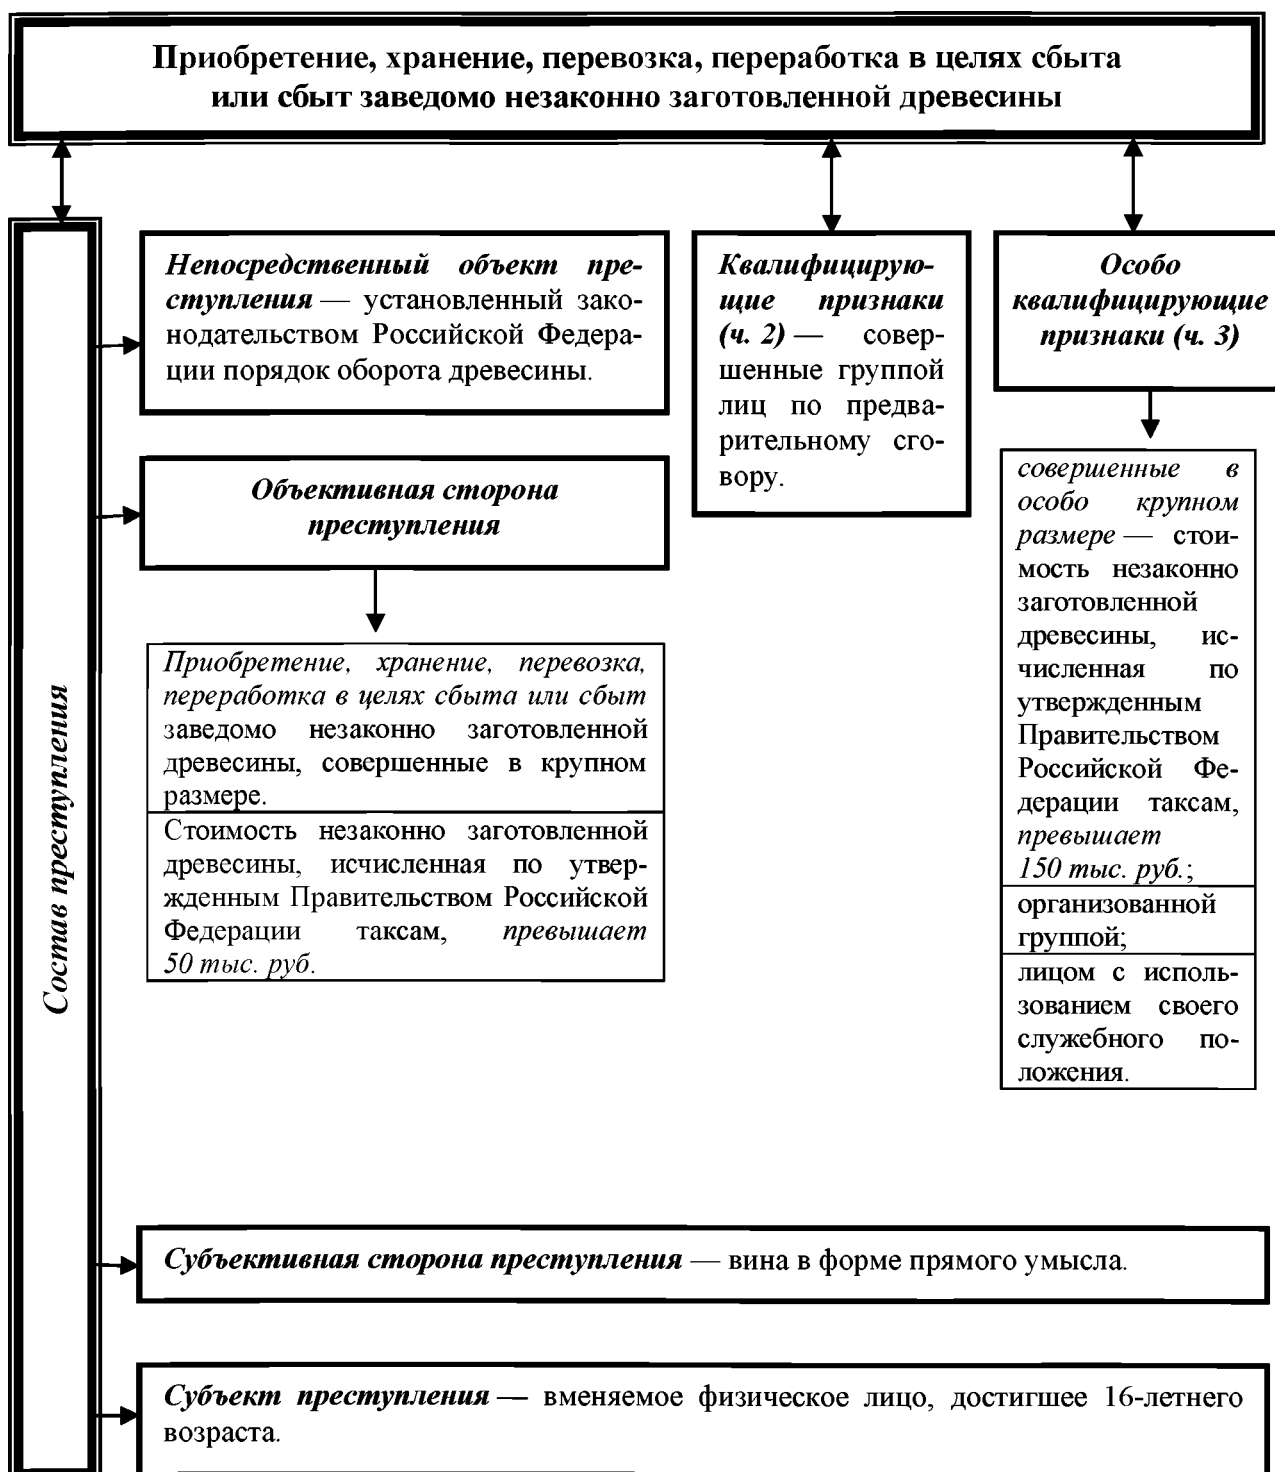 Приобретение, хранение, перевозка, переработка в целях сбыта
или сбыт заведомо незаконно заготовленной древесины
Состав преступления
Непосредственный объект пре-
ступления — установленный зако-
нодательством Российской Федера-
ции порядок оборота древесины.
Объективная сторона
преступления
Приобретение, хранение, перевозка,
переработка в целях сбыта или сбыт
заведомо незаконно заготовленной
древесины, совершенные в крупном
размере.
Стоимость незаконно заготовленной
древесины, исчисленная по утвер-
жденным Правительством Российской
Федерации таксам, превышает
50 тыс. руб.
Квалифицирую-
щие признаки
(ч. 2) — совер-
шенные группой
лиц по предва-
рительному сго-
вору.
Особо
квалифицирующие
признаки (ч. 3)
совершенные в
особо крупном
размере — стои-
мость незаконно
заготовленной
древесины, ис-
численная по
утвержденным
Правительством
Российской Фе-
дерации таксам,
превышает
150 тыс. руб.;
организованной
группой;
лицом с исполь-
зованием своего
служебного по-
ложения.
Субъективная сторона преступления — вина в форме прямого умысла.
Субъект преступления — вменяемое физическое лицо, достигшее 16-летнего
возраста.